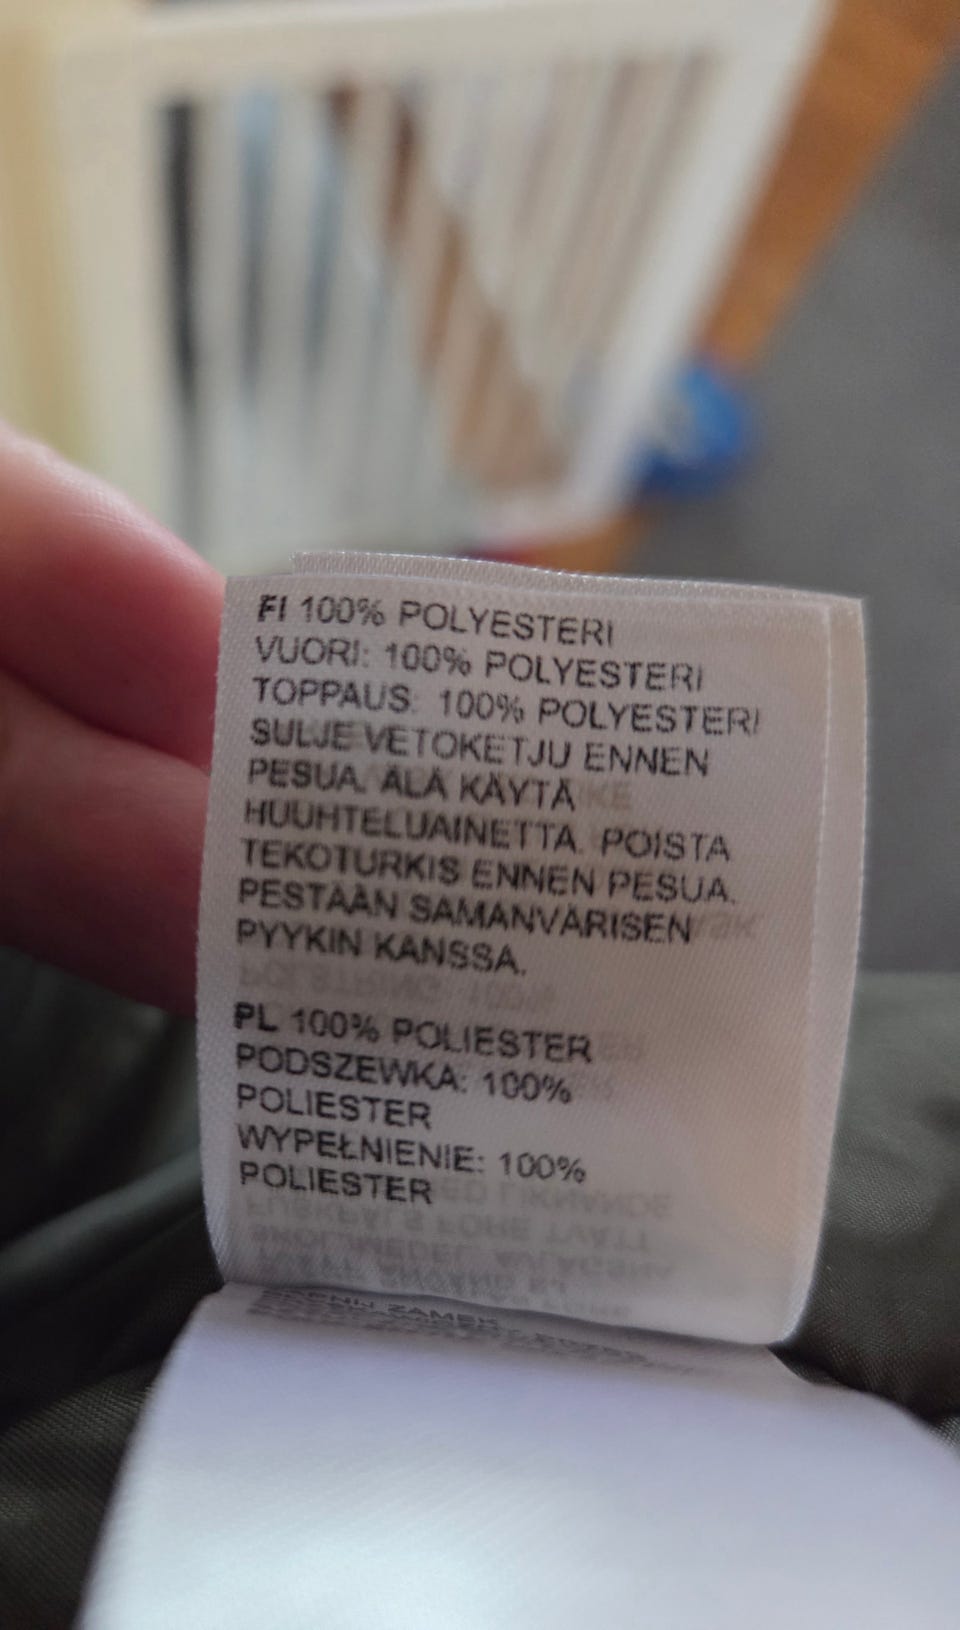 FI 100% POLYESTERI
VUORI: 100% POLYESTERI
TOPPAUS: 100% POLYESTERI
SULJE VETOKETJU ENNEN
PESUA. ÄLÄ KÄYTÄ
HUUHTELUAINETTA. POISTA
TEKOTURKIS ENNEN PESUA.
PESTÄÄN SAMANVÄRISEN
PYYKIN KANSSA.
PL 100% POLIESTER
PODSZEWKA: 100%
POLIESTER
WYPEŁNIENIE: 100%
POLIESTER
ZAMEK